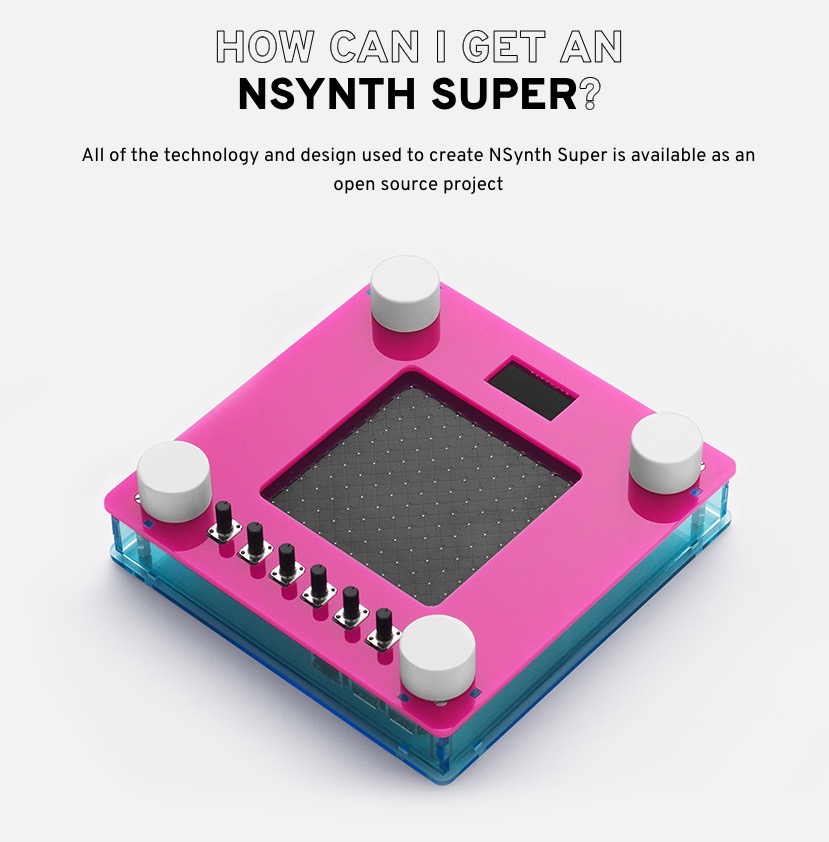 HOW CAN I GET AN
NSYNTH SUPER?
All of the technology and design used to create NSynth Super is available as an
open source project